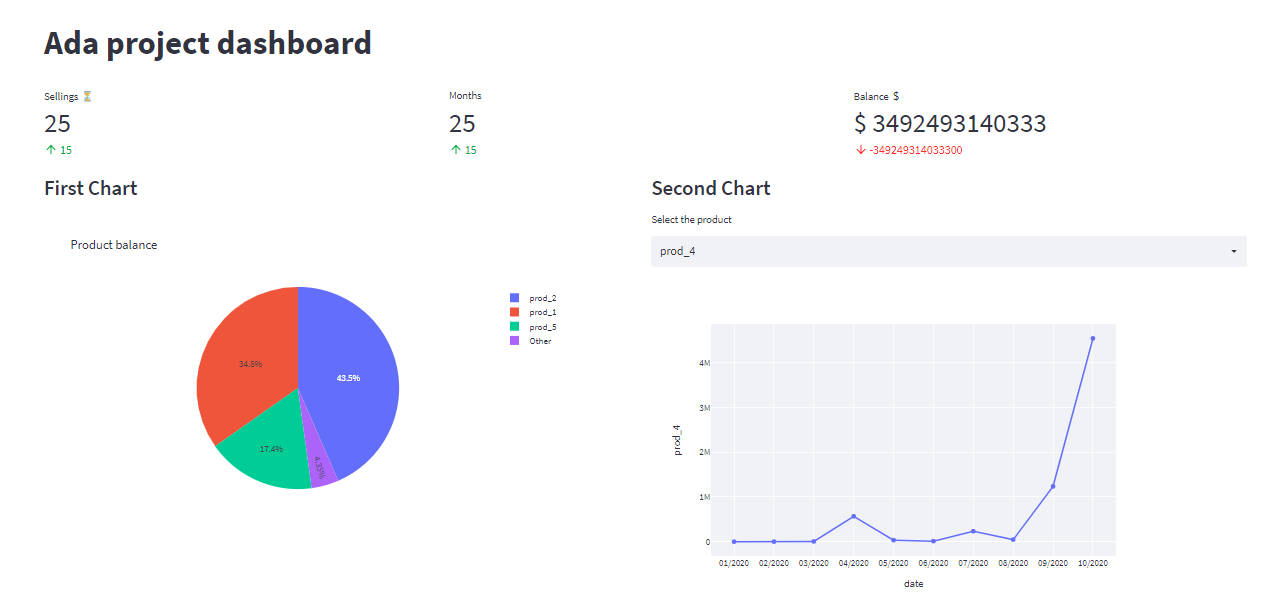 Ada project dashboard
Sellings ⏳
25
↑ 15
Months
25
↑ 15
Balance $
$ 3492493140333
↓ -349249314033300
First Chart
Product balance
43.5%
34.8%
17.4%
4.35%
prod_2
prod_1
prod_5
Other
Second Chart
Select the product
prod_4
prod_4
4M
3M
2M
1M
0
01/2020 02/2020 03/2020 04/2020 05/2020 06/2020 07/2020 08/2020 09/2020 10/2020
date